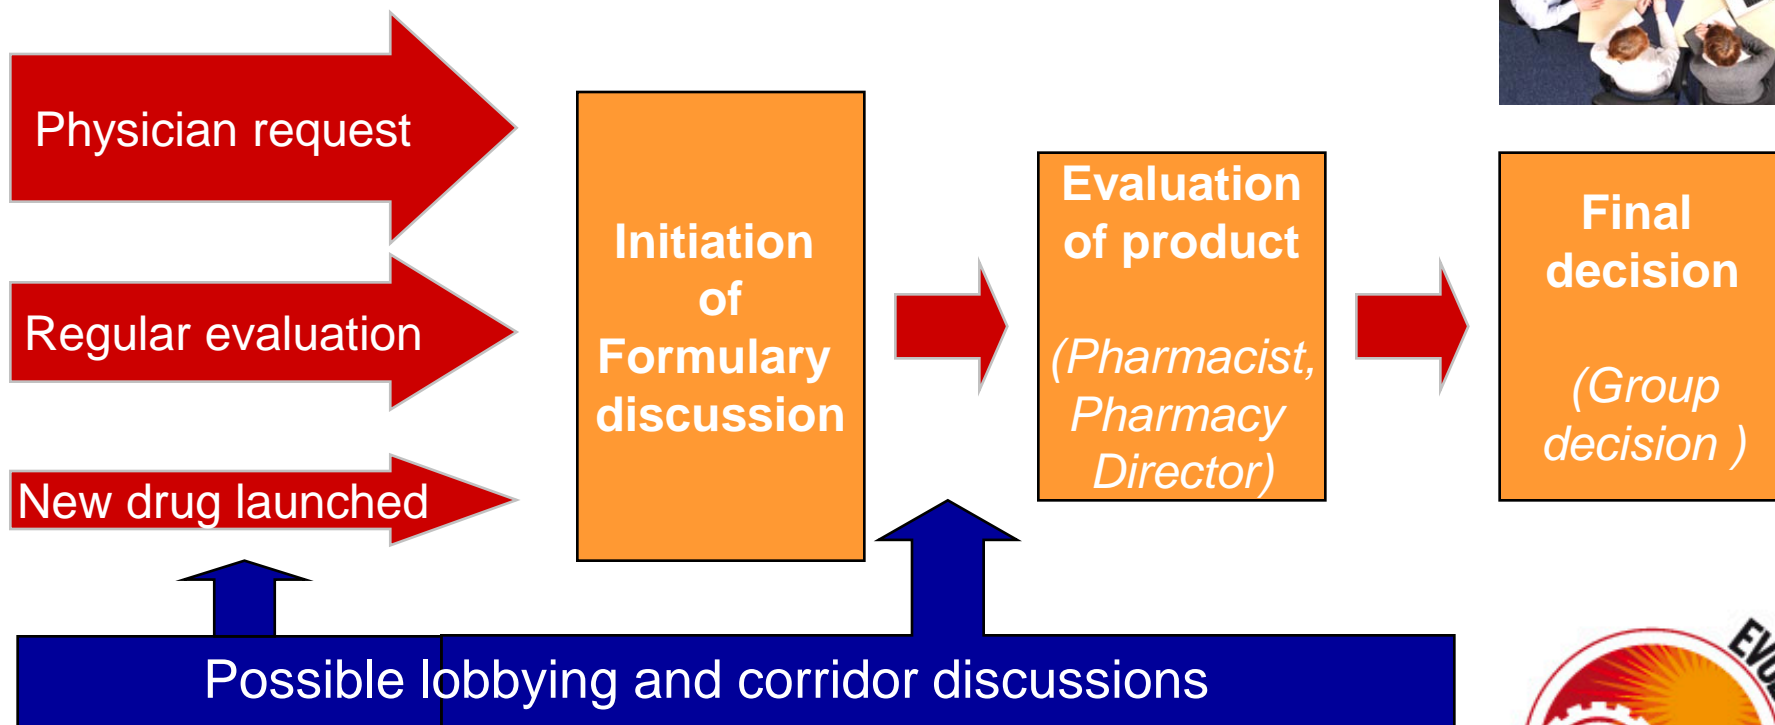 Physician request
Regular evaluation
New drug launched
Initiation
of
Formulary
discussion
Evaluation
of product
(Pharmacist,
Pharmacy
Director)
Final
decision
(Group
decision )
Possible lobbying and corridor discussions